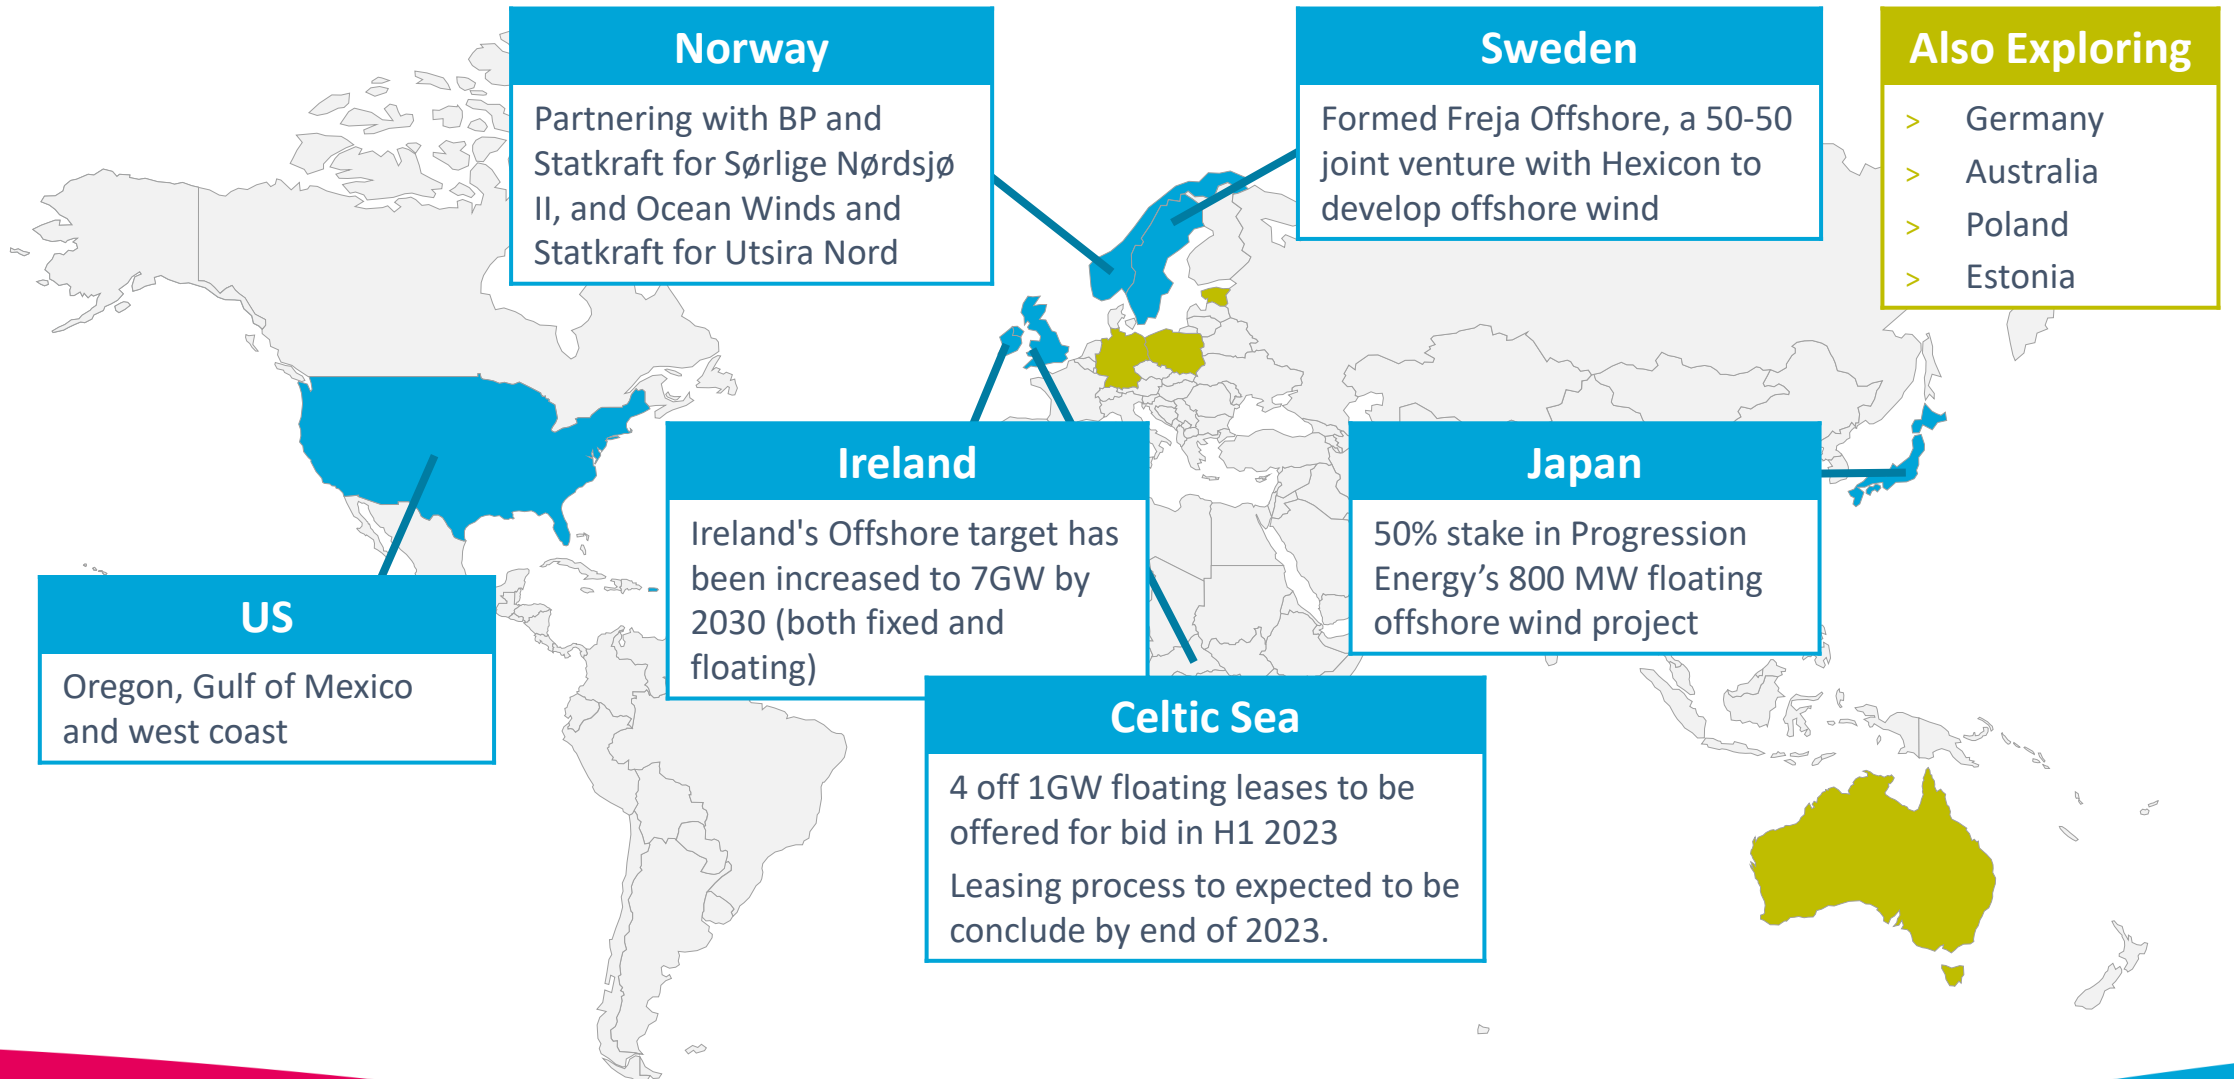 Norway
Partnering with BP and
Statkraft for Sørlige Nørdsjø
II, and Ocean Winds and
Statkraft for Utsira Nord
Sweden
Formed Freja Offshore, a 50-50
joint venture with Hexicon to
develop offshore wind
Also Exploring
> Germany
> Australia
> Poland
> Estonia
Ireland
Ireland's Offshore target has
been increased to 7GW by
2030 (both fixed and
floating)
Japan
50% stake in Progression
Energy’s 800 MW floating
offshore wind project
US
Oregon, Gulf of Mexico
and west coast
Celtic Sea
4 off 1GW floating leases to be
offered for bid in H1 2023
Leasing process to expected to be
conclude by end of 2023.